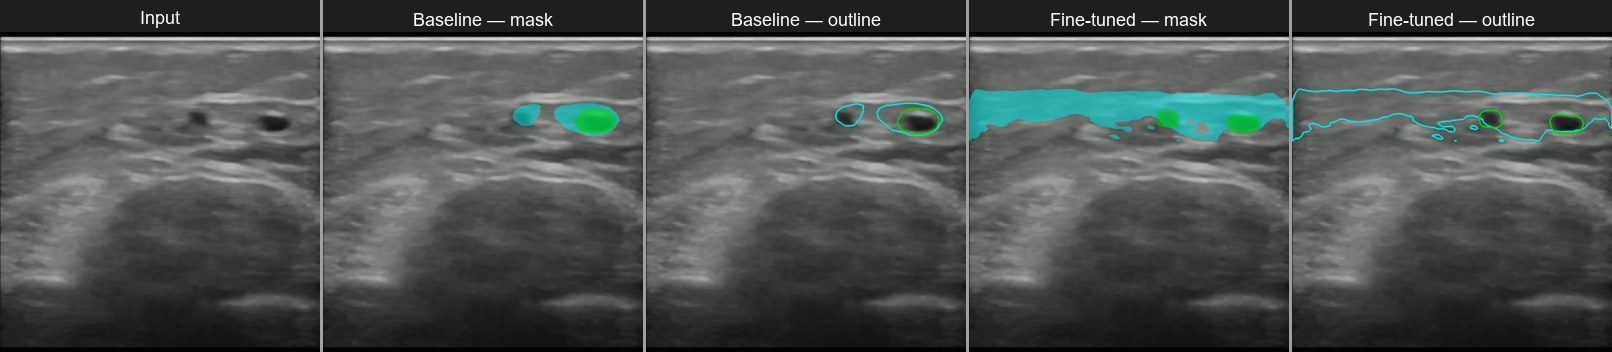 Input
Baseline — mask
Baseline — outline
Fine-tuned — mask
Fine-tuned — outline